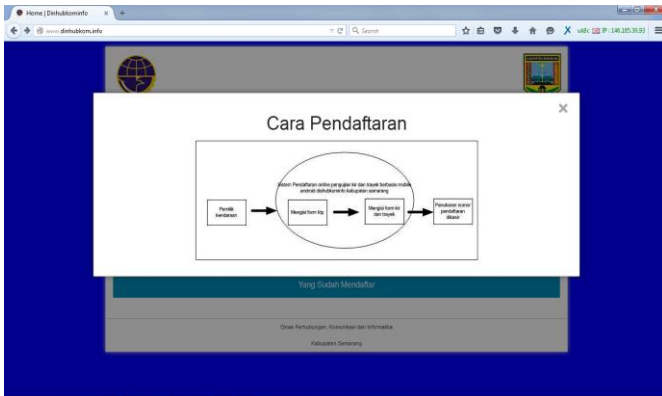 Home | Dinhubkominfo
www.dinhubkom.info
Search
Cara Pendaftaran
Sistem Pendaftaran online pengujian kir dan trayek berbasis mobile
android dishubkominfo kabupaten semarang
Pemilik
kendaraan
Mengisi form ktp
Mengisi form kir
dan trayek
Penukaran nomor
pendaftaran
dikasir
Yang Sudah Mendaftar
Dinas Perhubungan, Komunikasi dan Informatika
Kabupaten Semarang